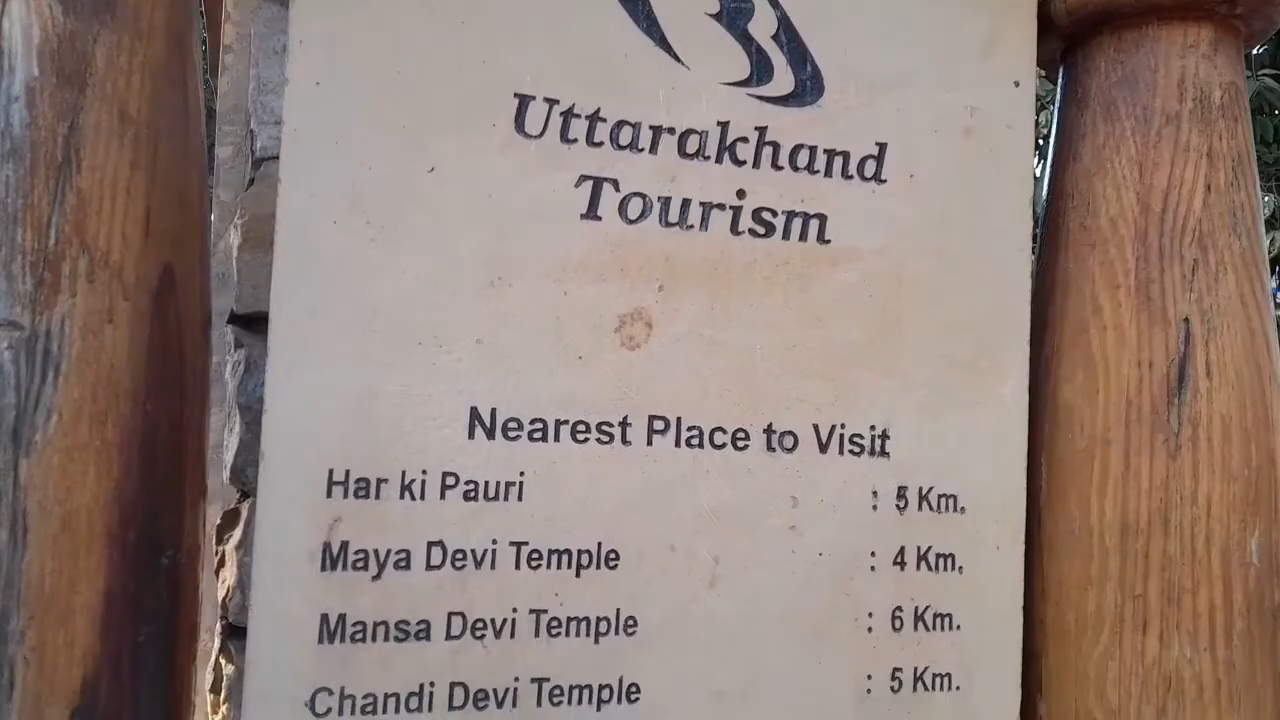 Uttarakhand
Tourism
Nearest Place to Visit
Har ki Pauri : 5 Km.
Maya Devi Temple : 4 Km.
Mansa Devi Temple : 6 Km.
Chandi Devi Temple : 5 Km.